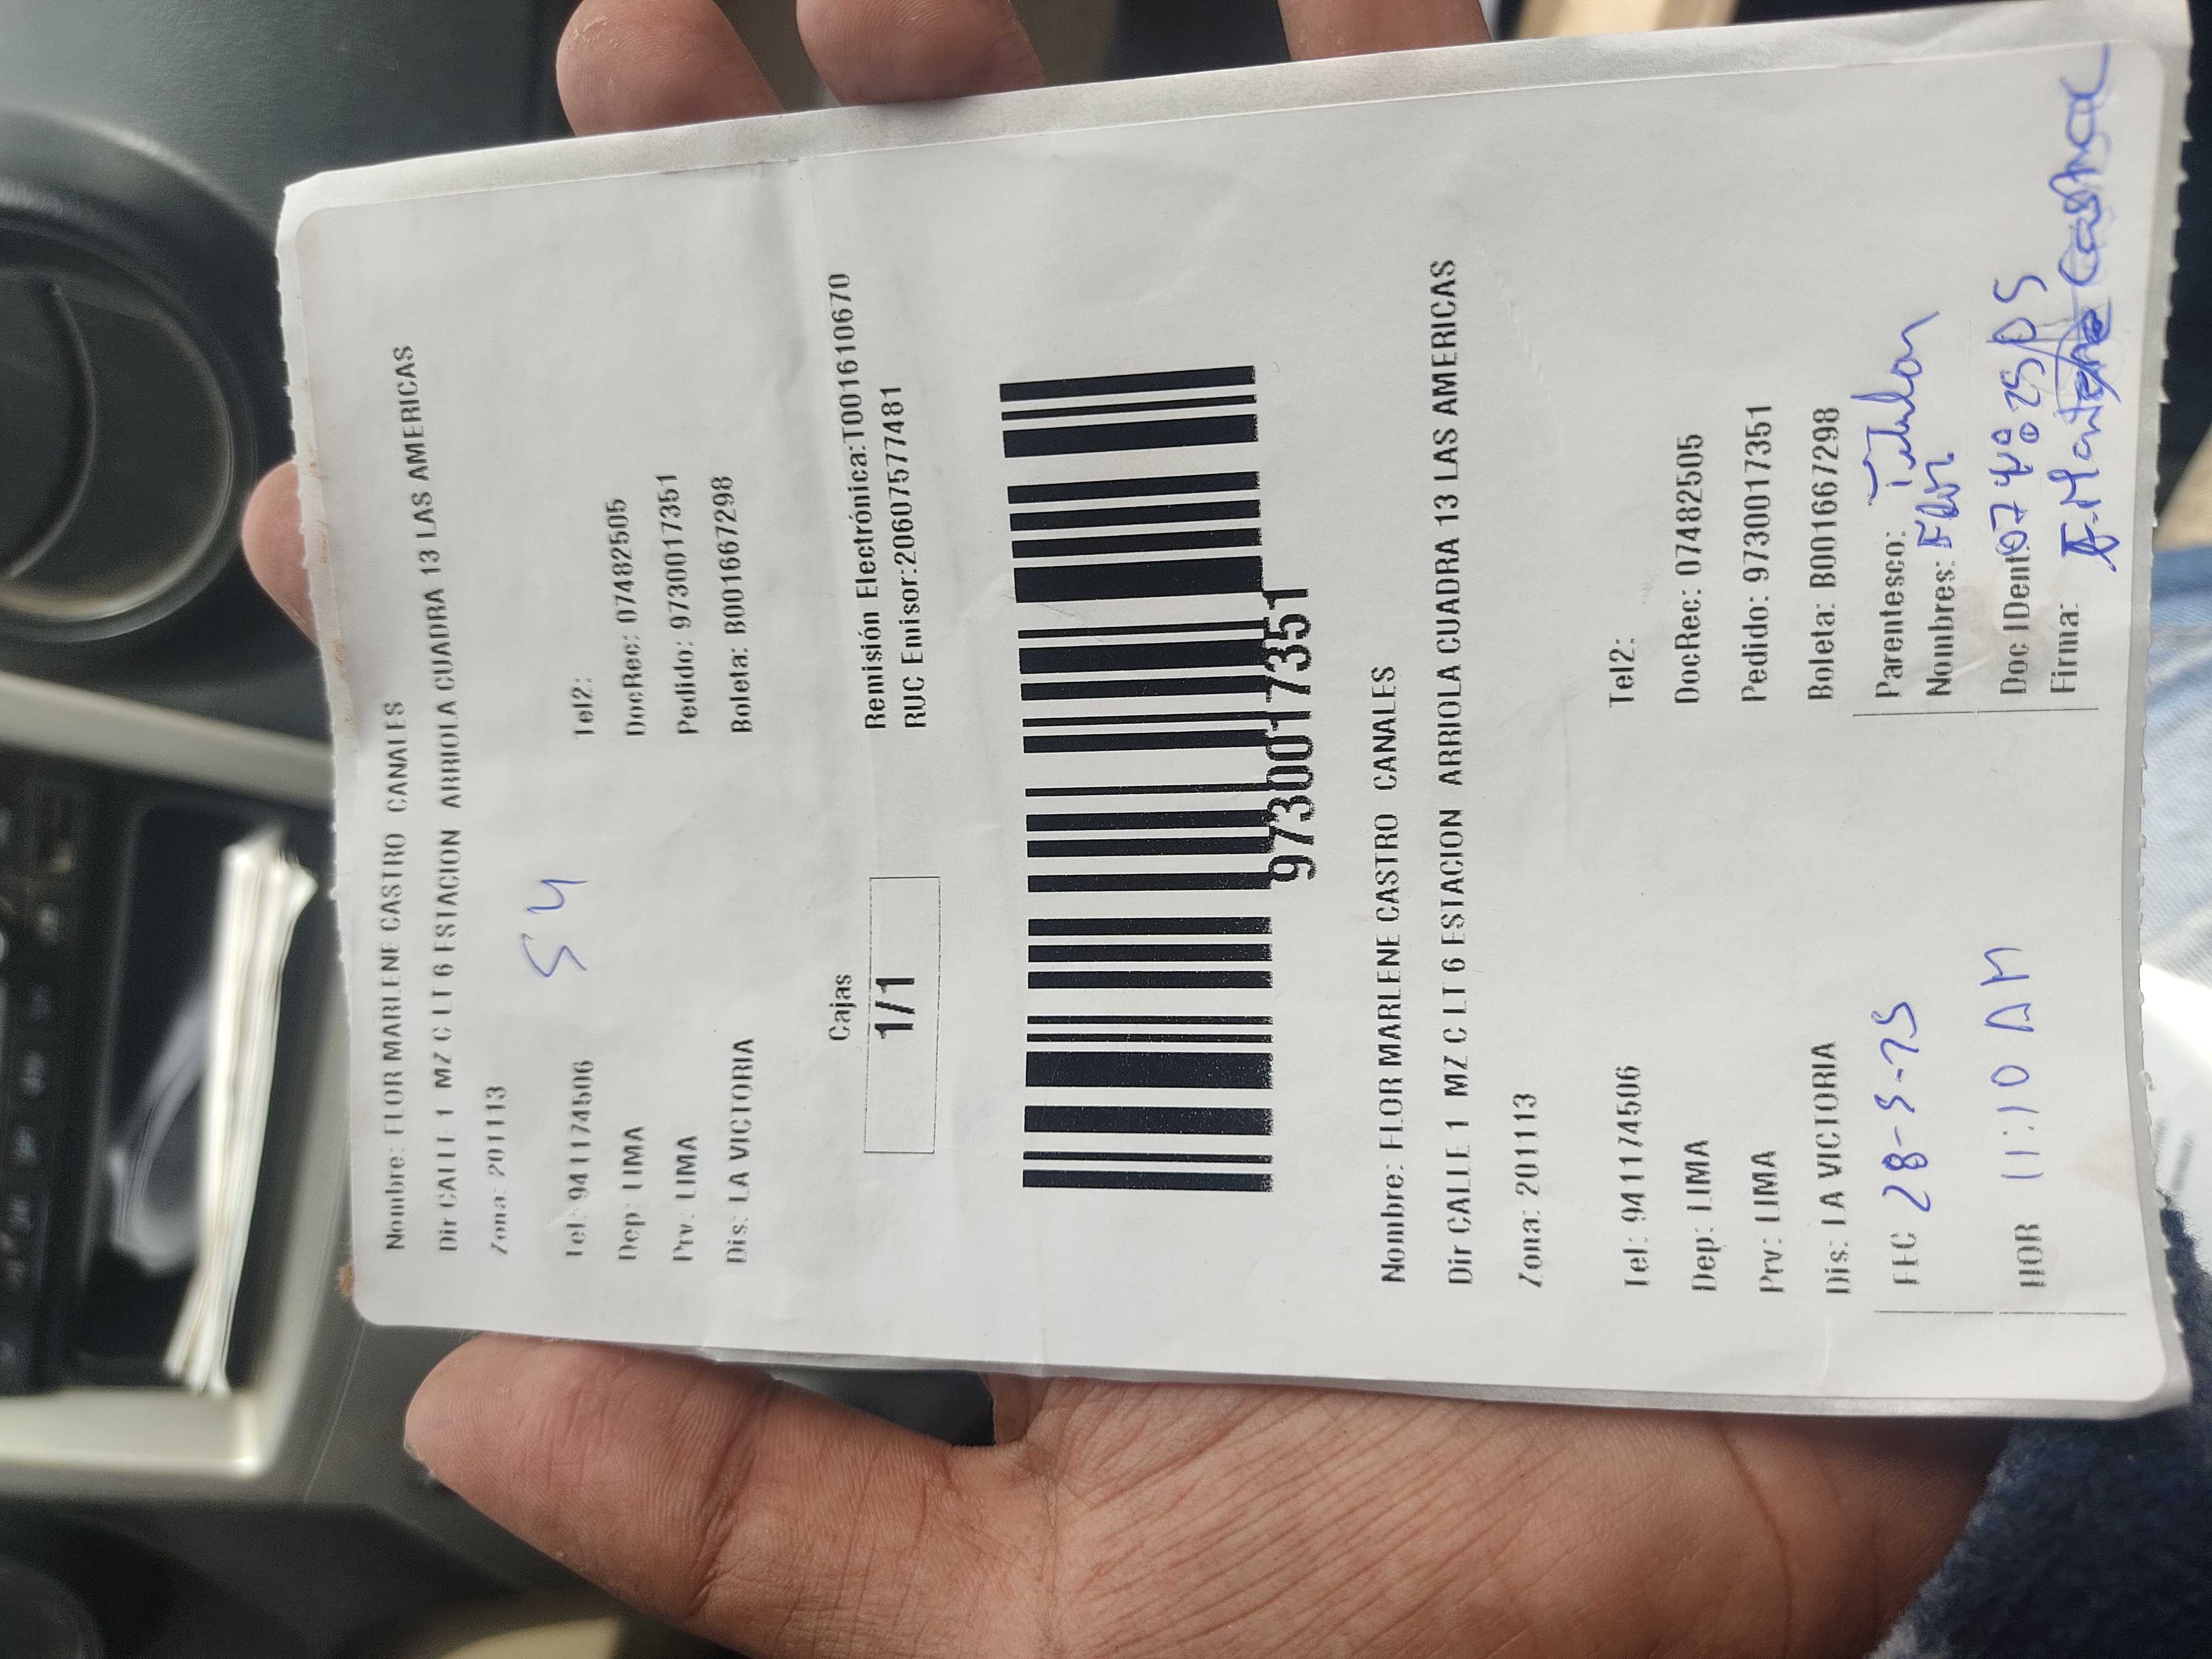 Nombre: FLOR MARLENE CASTRO CANALES
Dir CALLE 1 MZ C LT 6 ESTACION ARRIOLA CUADRA 13 LAS AMERICAS
Zona: 201113
54
Tel: 941174506 Tel2:
Dep: LIMA DocRec: 07482505
Prv: LIMA Pedido: 9730017351
Dis: LA VICTORIA Boleta: B001667298
Cajas Remisión Electrónica:T001610670
1/1 RUC Emisor:20607577481
9730017351
Nombre: FLOR MARLENE CASTRO CANALES
Dir CALLE 1 MZ C LT 6 ESTACION ARRIOLA CUADRA 13 LAS AMERICAS
Zona: 201113
Tel: 941174506 Tel2:
Dep: LIMA DocRec: 07482505
Prv: LIMA Pedido: 9730017351
Dis: LA VICTORIA Boleta: B001667298
FEC Parentesco: Titular
Nombres: Flor
HOR 11:10 AM Doc IDent:
Firma: Castro